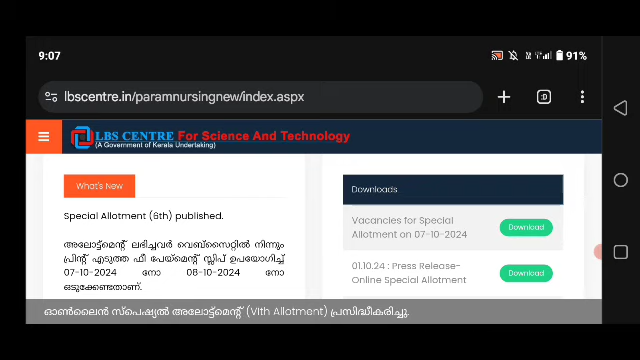 9:07
91%
lbscentre.in/paramnursingnew/index.aspx
LBS CENTRE For Science And Technology
(A Government of Kerala Undertaking)
What's New
Special Allotment (6th) published.
അലോട്ട്മെന്റ് ലഭിച്ചവർ വെബ്സൈറ്റിൽ നിന്നും
പ്രിന്റ് എടുത്ത ഫീ പേയ്മെന്റ് സ്ലിപ് ഉപയോഗിച്ച്
07-10-2024 നോ 08-10-2024 നോ
ഒടുക്കേണ്ടതാണ്.
Downloads
Vacancies for Special
Allotment on 07-10-2024
Download
01.10.24 : Press Release-
Online Special Allotment
Download
ഓൺലൈൻ സ്പെഷ്യൽ അലോട്ട്മെന്റ് (VIth Allotment) പ്രസിദ്ധീകരിച്ചു.